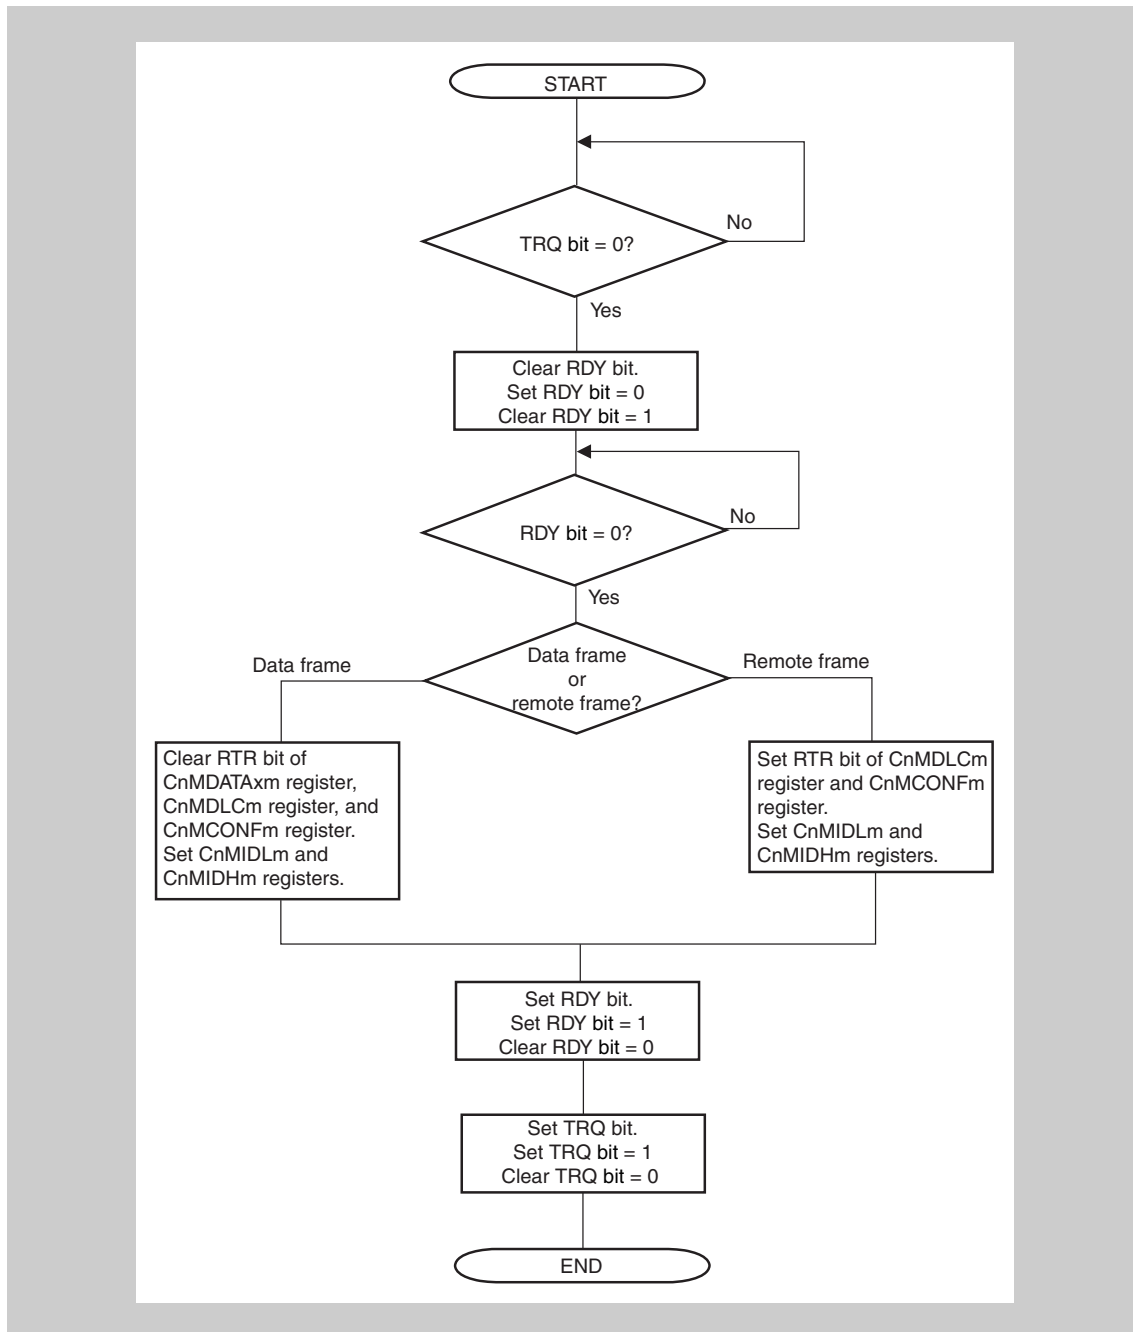 START
No
TRQ bit = 0?
Yes
Clear RDY bit.
Set RDY bit = 0
Clear RDY bit = 1
No
RDY bit = 0?
Yes
Data frame
or
remote frame?
Data frame
Remote frame
Clear RTR bit of
CnMDATAxm register,
CnMDLCm register, and
CnMCONFm register.
Set CnMIDLm and
CnMIDHm registers.
Set RTR bit of CnMDLCm
register and CnMCONFm
register.
Set CnMIDLm and
CnMIDHm registers.
Set RDY bit.
Set RDY bit = 1
Clear RDY bit = 0
Set TRQ bit.
Set TRQ bit = 1
Clear TRQ bit = 0
END